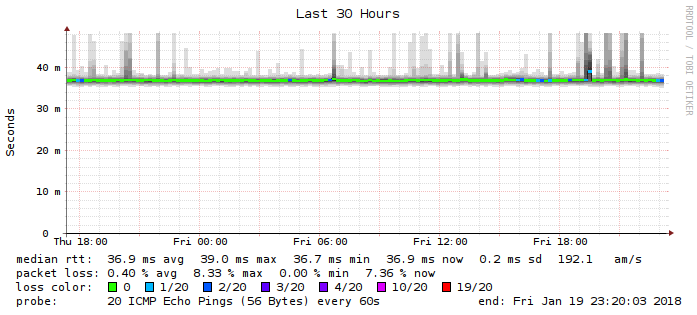 Last 30 Hours
RRDTOOL / TOBI OETIKER
Seconds
40 m
30 m
20 m
10 m
0
Thu 18:00 Fri 00:00 Fri 06:00 Fri 12:00 Fri 18:00
median rtt: 36.9 ms avg 39.0 ms max 36.7 ms min 36.9 ms now 0.2 ms sd 192.1 am/s
packet loss: 0.40 % avg 8.33 % max 0.00 % min 7.36 % now
loss color: 0 1/20 2/20 3/20 4/20 10/20 19/20
probe: 20 ICMP Echo Pings (56 Bytes) every 60s end: Fri Jan 19 23:20:03 2018